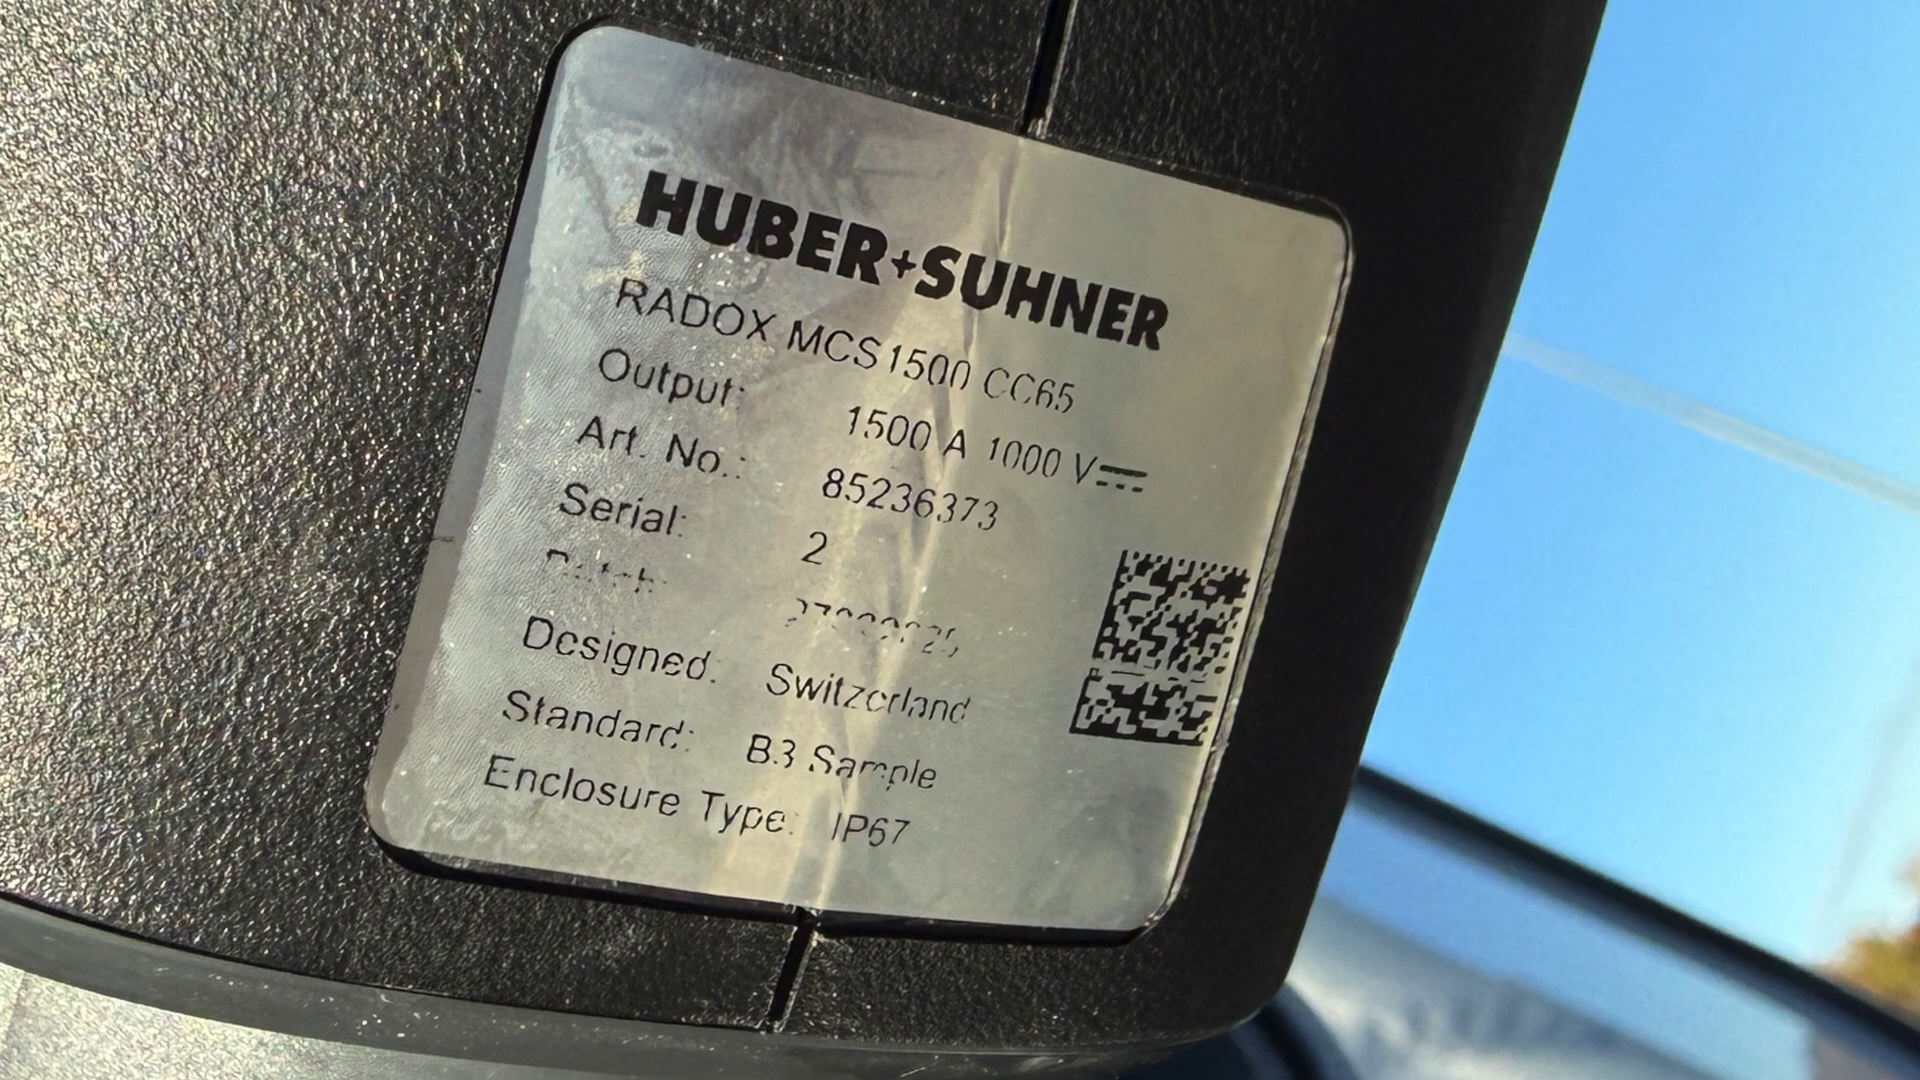 HUBER+SUHNER
RADOX MCS1500 CC65
Output: 1500 A 1000 V⎓
Art. No.: 85236373
Serial: 2
Designed: Switzerland
Standard: B3 Sample
Enclosure Type: IP67